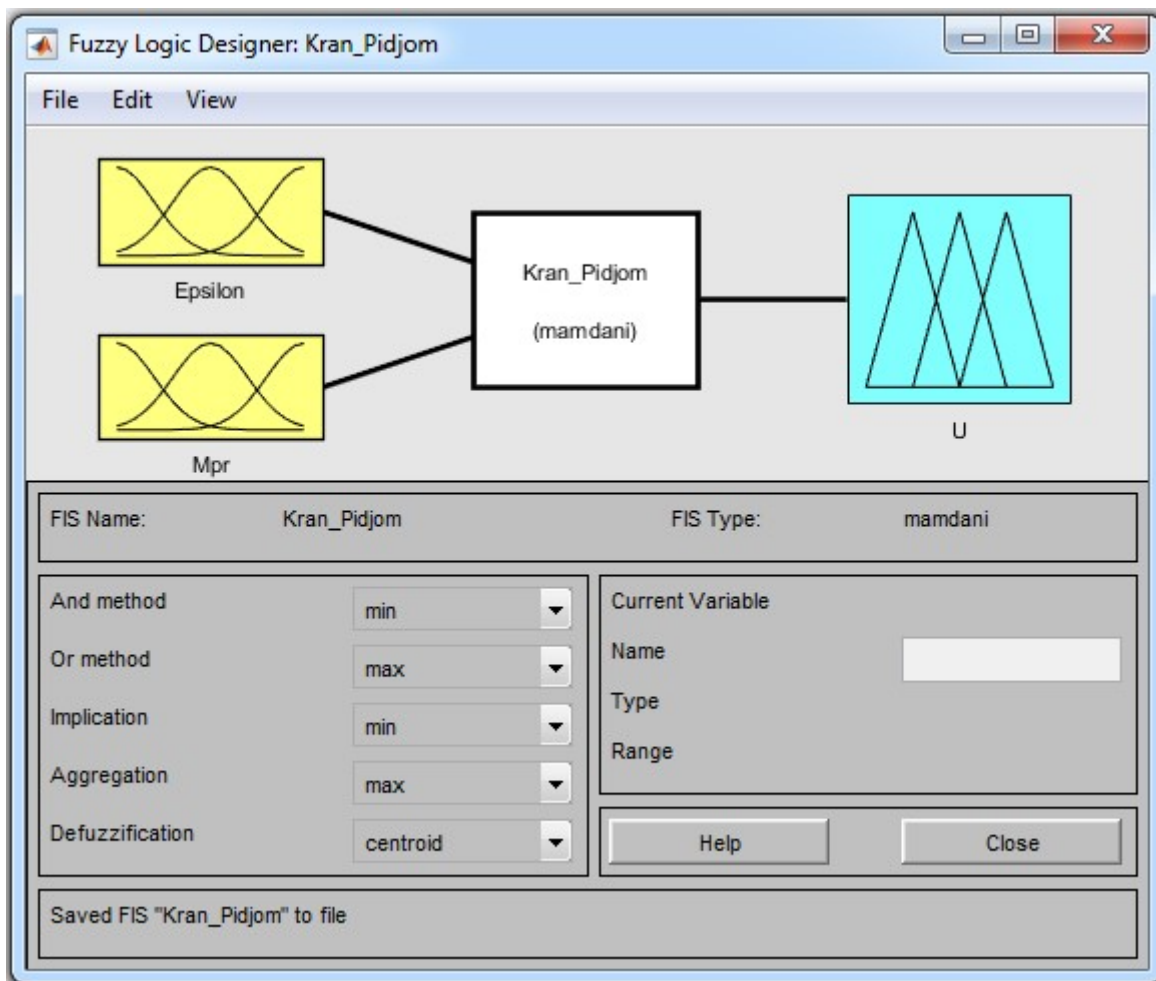 Fuzzy Logic Designer: Kran_Pidjom
File Edit View
Epsilon
Mpr
Kran_Pidjom
(mamdani)
U
FIS Name: Kran_Pidjom FIS Type: mamdani
And method min
Or method max
Implication min
Aggregation max
Defuzzification centroid
Current Variable
Name
Type
Range
Help Close
Saved FIS "Kran_Pidjom" to file